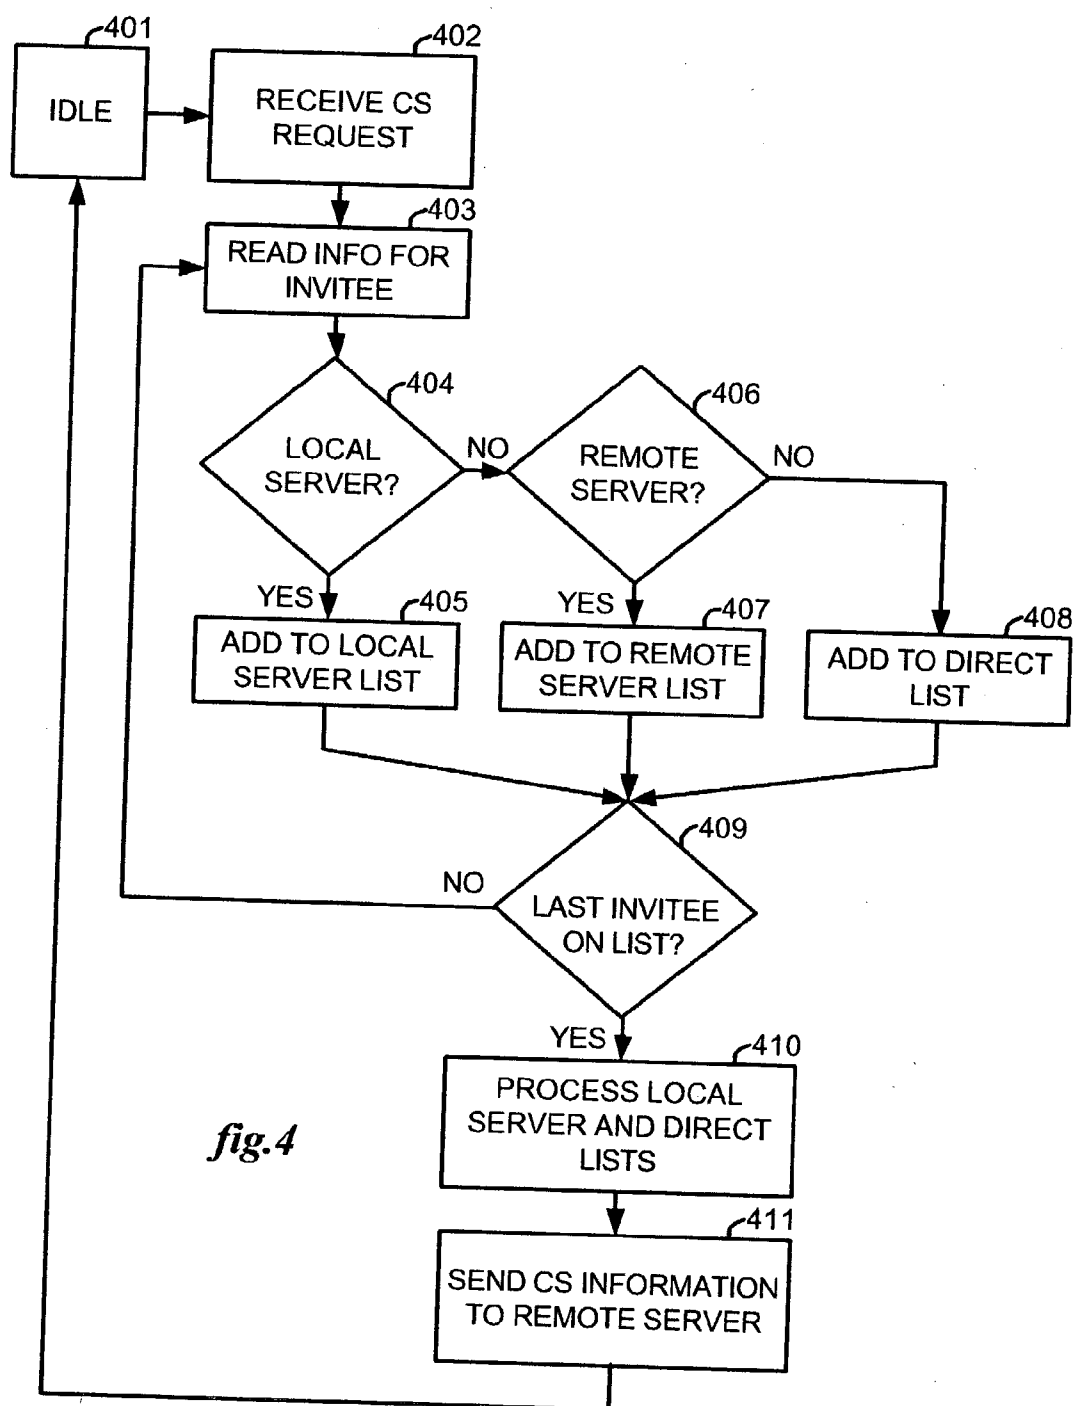 401
402
IDLE
RECEIVE CS
REQUEST
403
READ INFO FOR
INVITEE
404
406
LOCAL
SERVER?
NO
REMOTE
SERVER?
NO
YES
405
YES
407
408
ADD TO LOCAL
SERVER LIST
ADD TO REMOTE
SERVER LIST
ADD TO DIRECT
LIST
409
NO
LAST INVITEE
ON LIST?
YES
410
PROCESS LOCAL
SERVER AND DIRECT
LISTS
fig.4
411
SEND CS INFORMATION
TO REMOTE SERVER